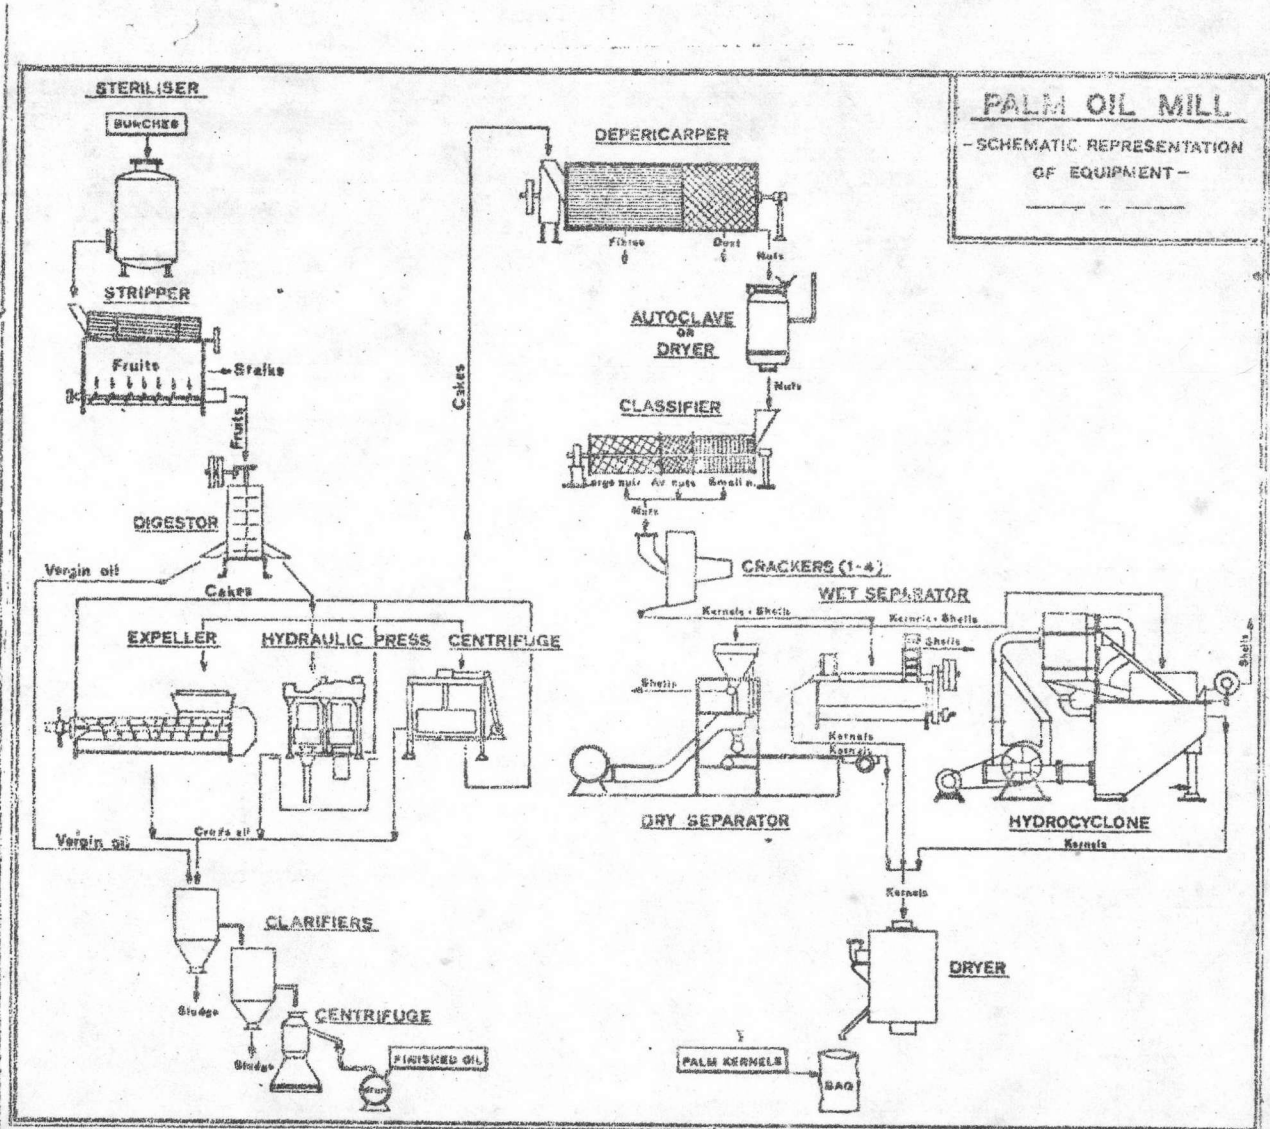 PALM OIL MILL
-SCHEMATIC REPRESENTATION
OF EQUIPMENT-
STERILISER
BUNCHES
STRIPPER
Fruits
Stalks
Fruits
DIGESTOR
Vergin oil
Cakes
EXPELLER
HYDRAULIC PRESS
CENTRIFUGE
Crude oil
Vergin oil
CLARIFIERS
Sludge
Sludge
CENTRIFUGE
FINISHED OIL
Cakes
DEPERICARPER
Fibres
Dust
Nuts
AUTOCLAVE
OR
DRYER
Nuts
CLASSIFIER
Large nuts
Av nuts
Small n.
Nuts
CRACKERS (1-4)
Kernels + Shells
WET SEPARATOR
Kernels + Shells
Shells
Shells
Shells
Kernels
Kernels
DRY SEPARATOR
HYDROCYCLONE
Kernels
Kernels
DRYER
PALM KERNELS
BAG